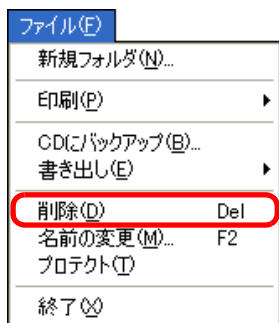 ファイル(F)
新規フォルダ(N)...
印刷(P)
CDにバックアップ(B)...
書き出し(E)
削除(D) Del
名前の変更(M)... F2
プロテクト(T)
終了(X)